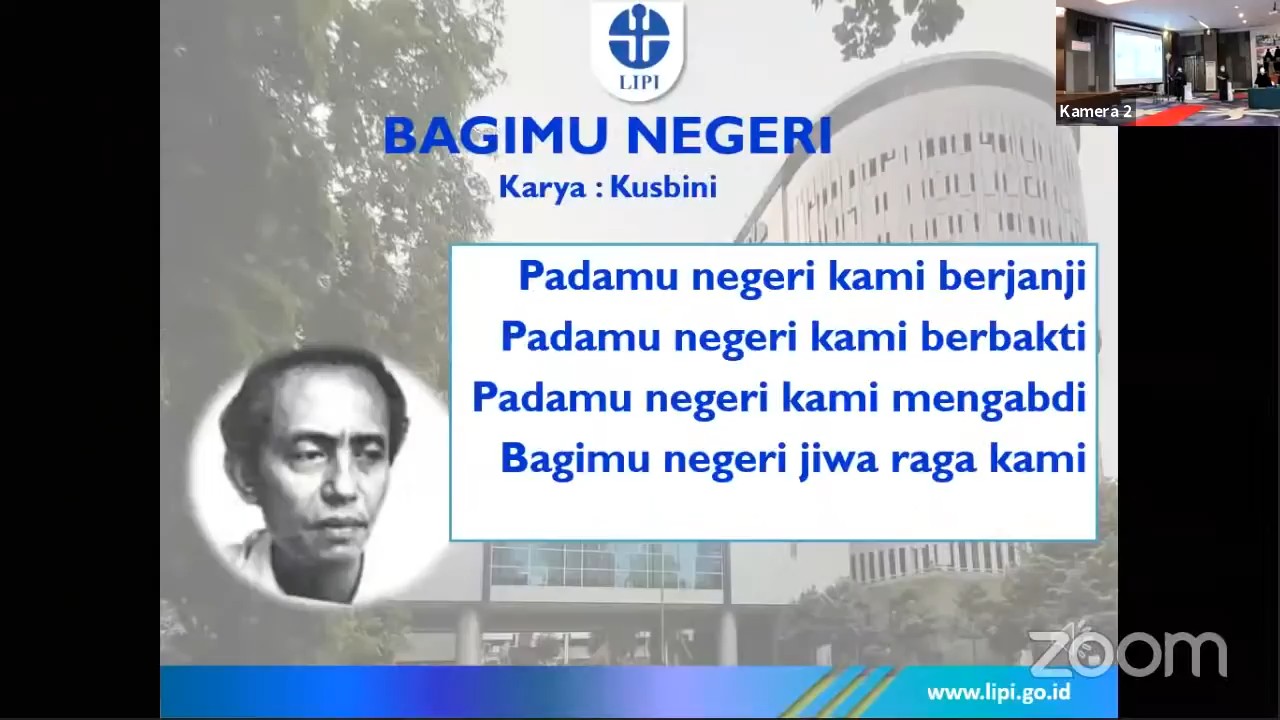 LIPI
Kamera 2
BAGIMU NEGERI
Karya : Kusbini
Padamu negeri kami berjanji
Padamu negeri kami berbakti
Padamu negeri kami mengabdi
Bagimu negeri jiwa raga kami
zoom
www.lipi.go.id